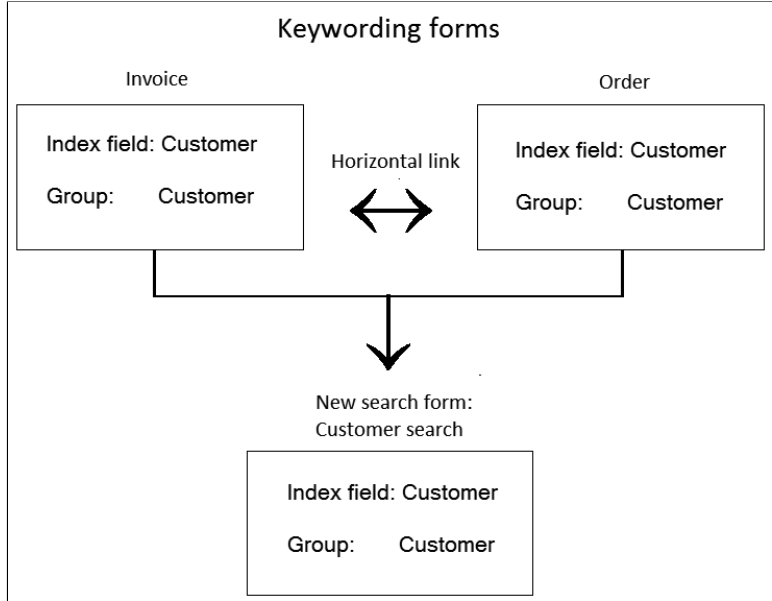 Keywording forms
Invoice
Order
Index field: Customer
Group: Customer
Horizontal link
Index field: Customer
Group: Customer
New search form:
Customer search
Index field: Customer
Group: Customer